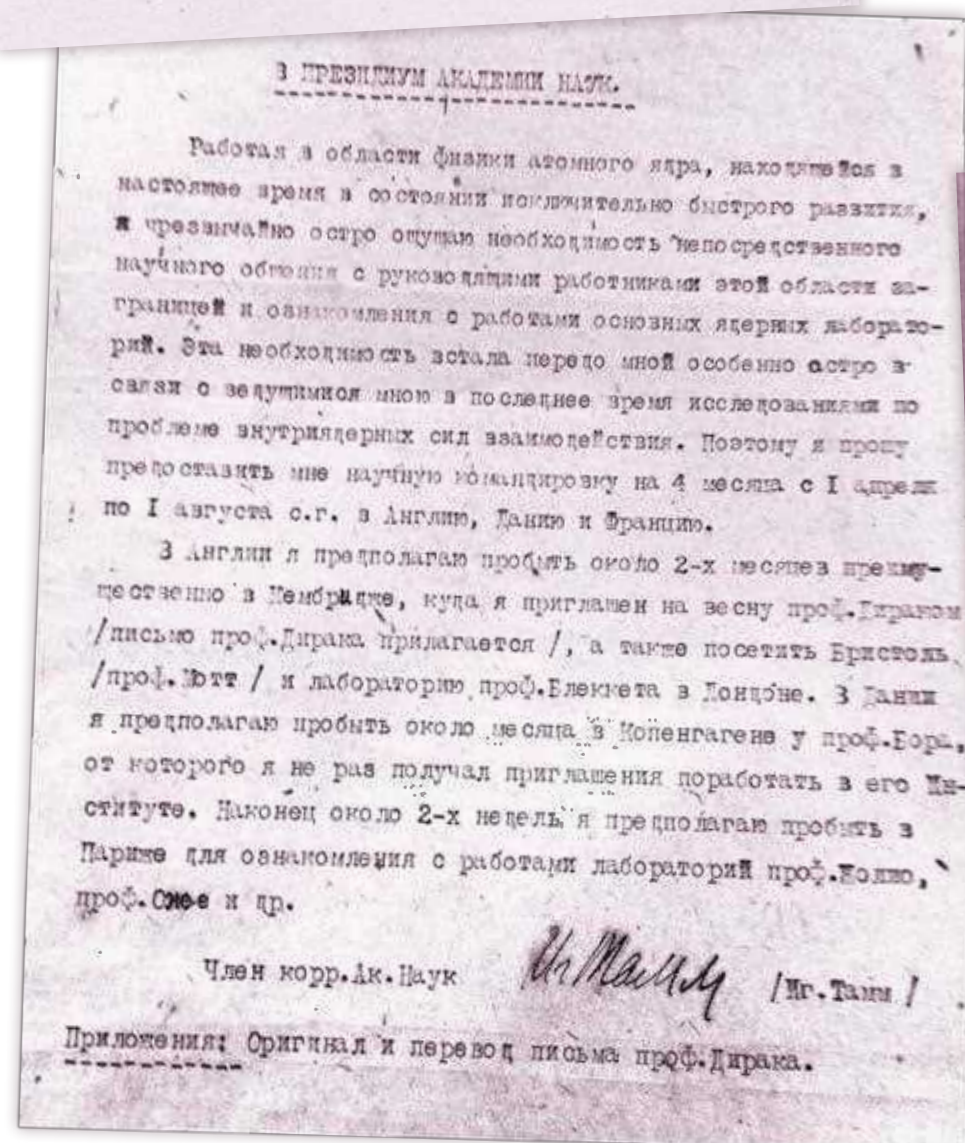 В ПРЕЗИДИУМ АКАДЕМИИ НАУК.
Работая в области физики атомного ядра, находящейся в
настоящее время в состоянии исключительно быстрого развития,
я чрезвычайно остро ощущаю необходимость непосредственного
научного общения с руководящими работниками этой области за-
границей и ознакомления с работами основных ядерных лаборато-
рий. Эта необходимость встала передо мной особенно астро в
связи с ведущимися мною в последнее время исследованиями по
проблеме внутриядерных сил взаимодействия. Поэтому я прошу
предоставить мне научную командировку на 4 месяца с I апреля
по I августа с.г. в Англию, Данию и Францию.
В Англии я предполагаю пробыть около 2-х месяцев преиму-
щественно в Кембридже, куда я приглашен на весну проф.Дираком
/письмо проф.Дирака прилагается /, а также посетить Бристоль
/проф.Мотт / и лабораторию проф.Блеккета в Лондоне. В Дании
я предполагаю пробыть около месяца в Копенгагене у проф.Бора,
от которого я не раз получал приглашения поработать в его Ин-
ституте. Наконец около 2-х недель я предполагаю пробыть в
Париже для ознакомления с работами лабораторий проф.Жолио,
проф.Оже и др.
Член корр.Ак.Наук Иг Тамм /Иг.Тамм /
Приложения: Оригинал и перевод письма проф.Дирака.